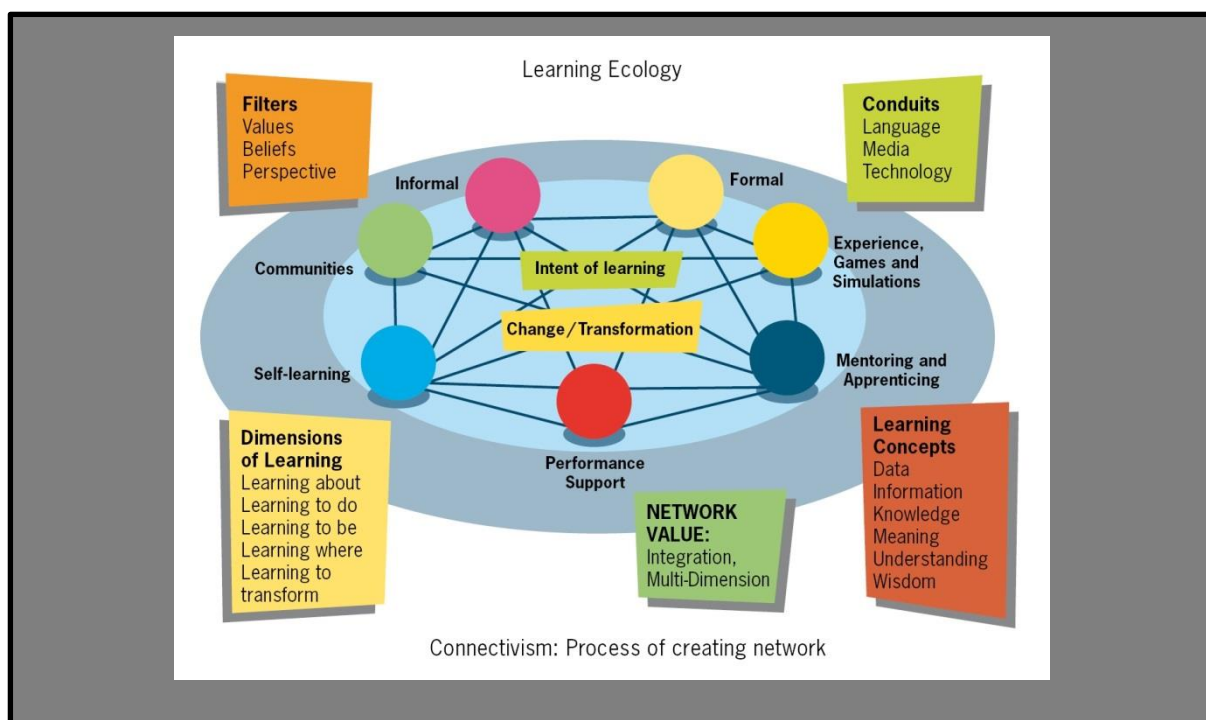 Learning Ecology
Filters
Values
Beliefs
Perspective
Conduits
Language
Media
Technology
Informal
Formal
Communities
Experience,
Games and
Simulations
Intent of learning
Change/Transformation
Self-learning
Mentoring and
Apprenticing
Performance
Support
Dimensions
of Learning
Learning about
Learning to do
Learning to be
Learning where
Learning to
transform
NETWORK
VALUE:
Integration,
Multi-Dimension
Learning
Concepts
Data
Information
Knowledge
Meaning
Understanding
Wisdom
Connectivism: Process of creating network